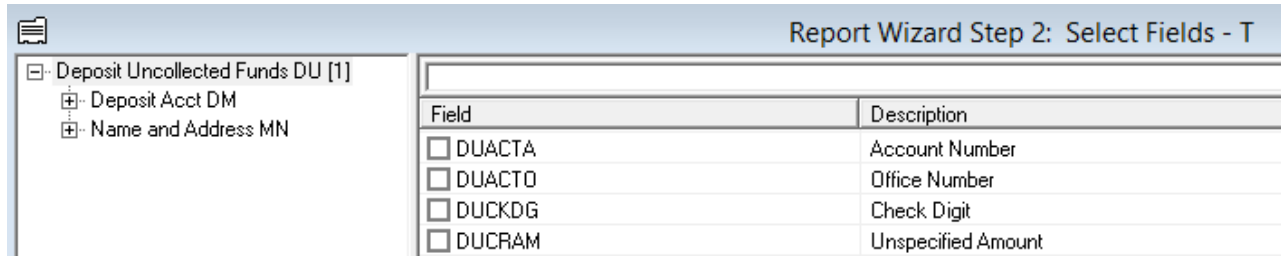 Report Wizard Step 2: Select Fields - T
Deposit Uncollected Funds DU [1]
Deposit Acct DM
Name and Address MN
Field Description
DUACTA Account Number
DUACTO Office Number
DUCKDG Check Digit
DUCRAM Unspecified Amount